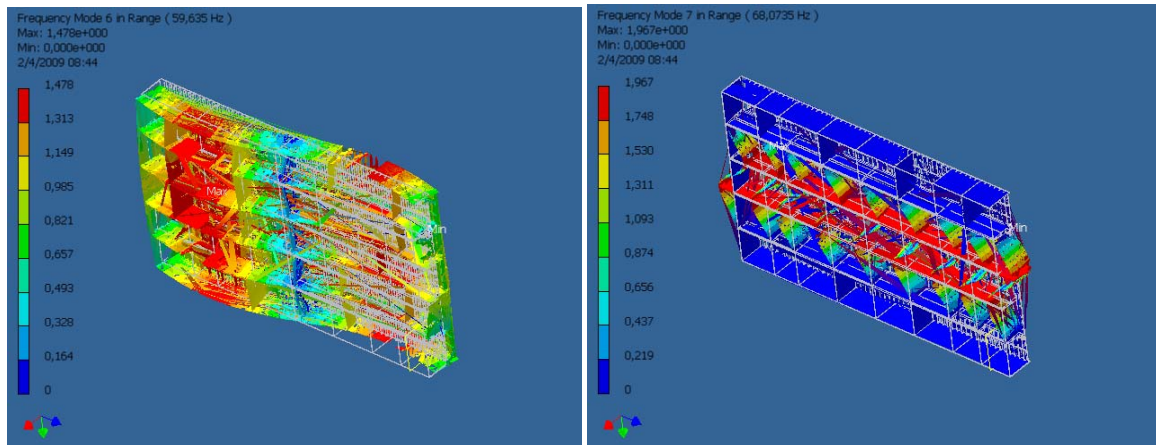 Frequency Mode 6 in Range ( 59,635 Hz )
Max: 1,478e+000
Min: 0,000e+000
2/4/2009 08:44
1,478
1,313
1,149
0,985
0,821
0,657
0,493
0,328
0,164
0
Max
Min
Frequency Mode 7 in Range ( 68,0735 Hz )
Max: 1,967e+000
Min: 0,000e+000
2/4/2009 08:44
1,967
1,748
1,530
1,311
1,093
0,874
0,656
0,437
0,219
0
Max
Min